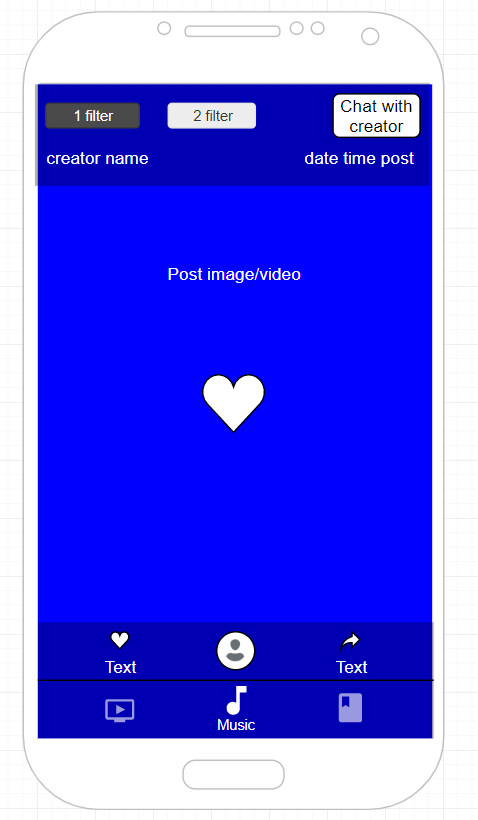 1 filter
2 filter
Chat with
creator
creator name
date time post
Post image/video
Text
Text
Music